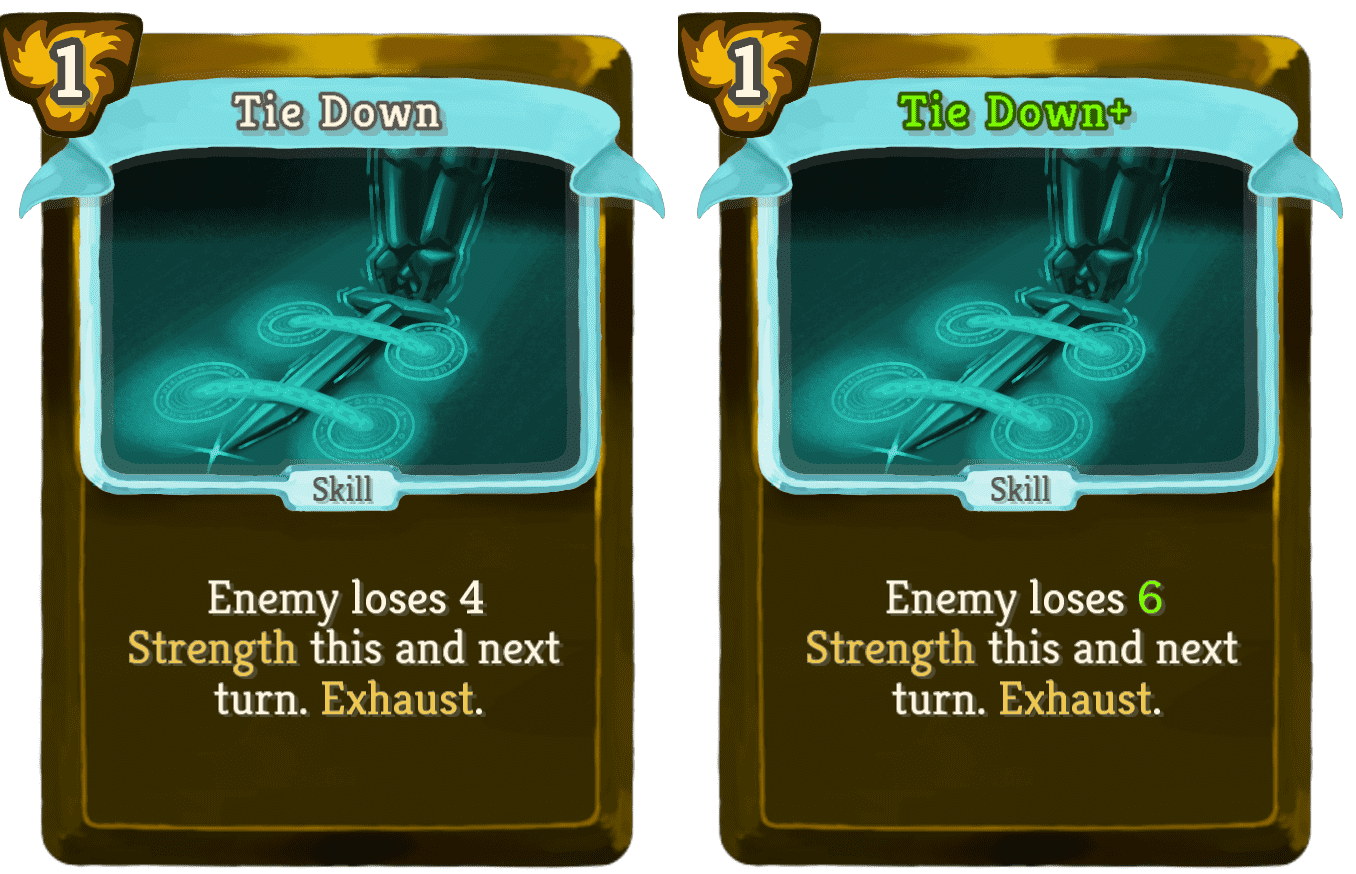 1
Tie Down
Skill
Enemy loses 4
Strength this and next
turn. Exhaust.
1
Tie Down+
Skill
Enemy loses 6
Strength this and next
turn. Exhaust.